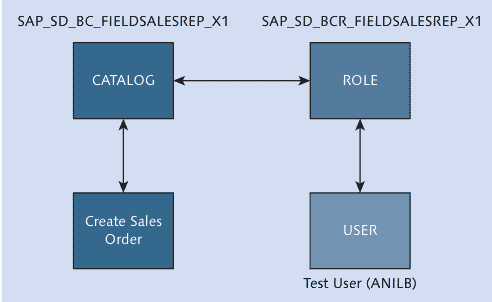 SAP_SD_BC_FIELDSALESREP_X1
SAP_SD_BCR_FIELDSALESREP_X1
CATALOG
ROLE
Create Sales
Order
USER
Test User (ANILB)